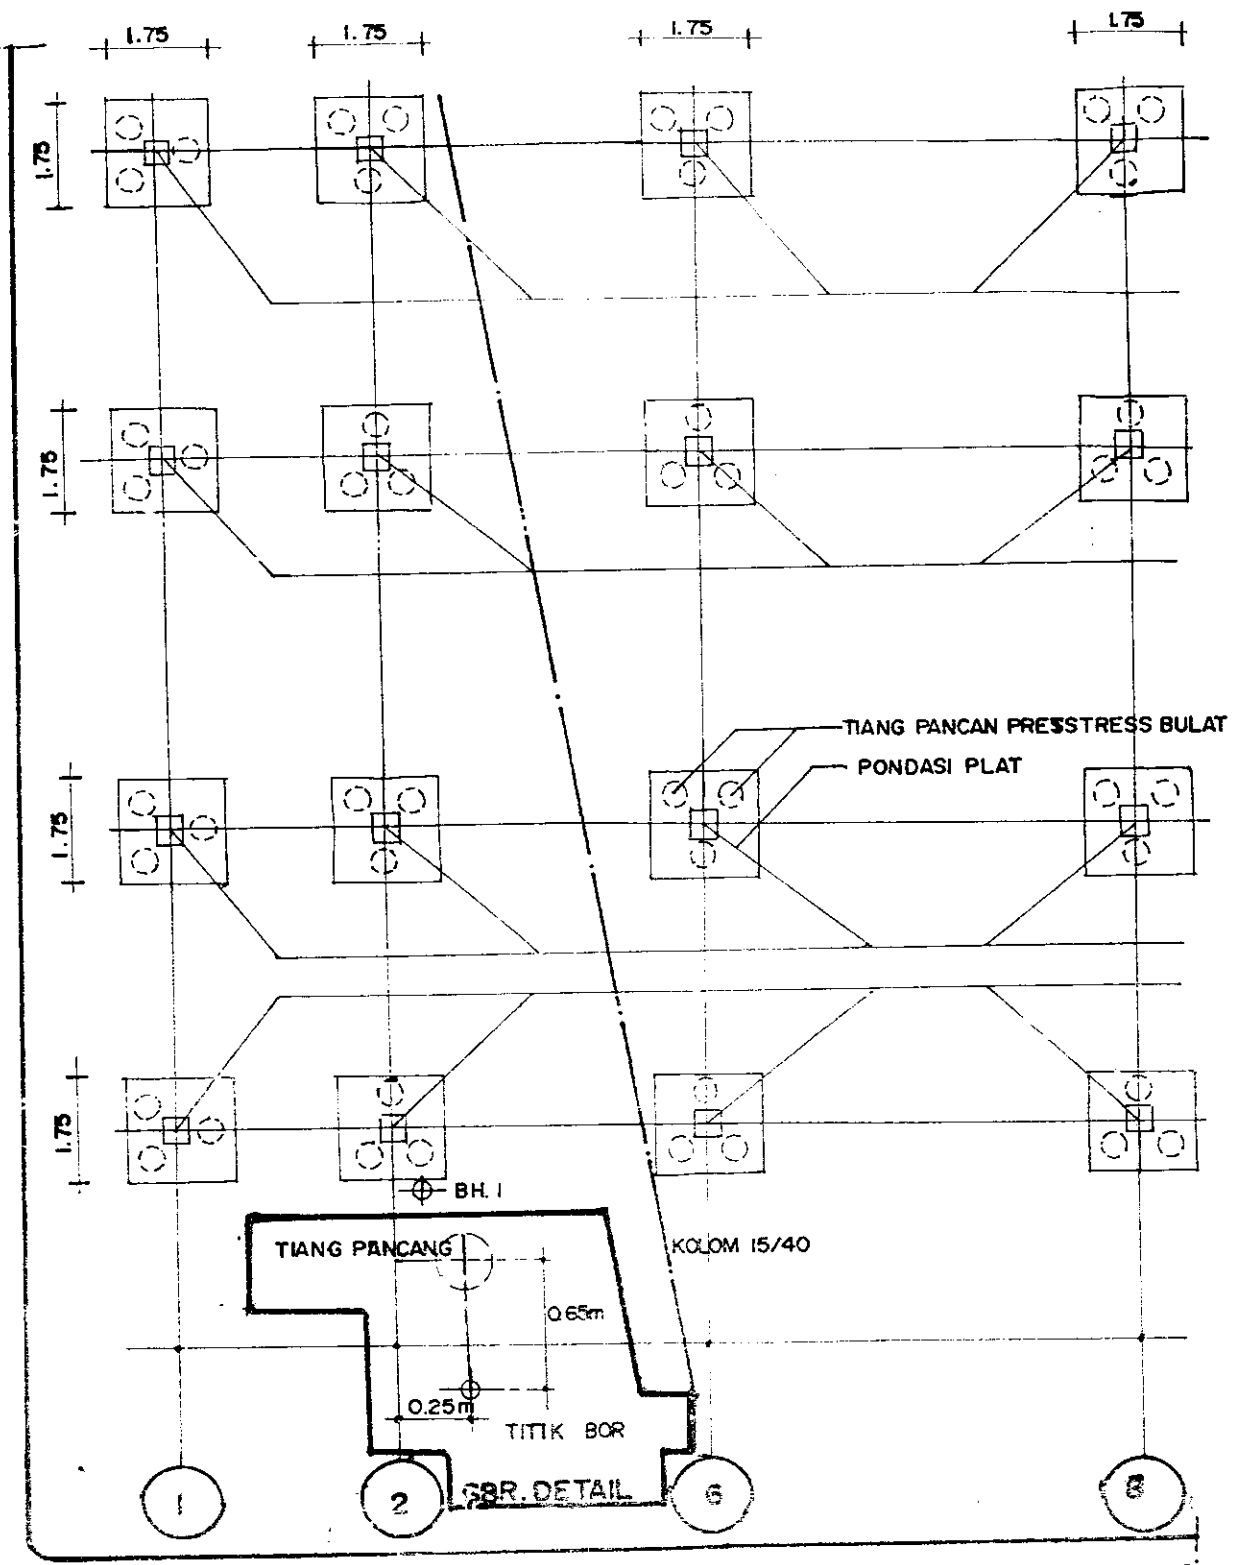 1.75 1.75 1.75 1.75
1.75
1.75
TIANG PANCAN PRESSTRESS BULAT
PONDASI PLAT
1.75
1.75
BH. 1
TIANG PANCANG
KOLOM 15/40
0.65m
0.25m
TITIK BOR
GBR. DETAIL
1 2 6 8